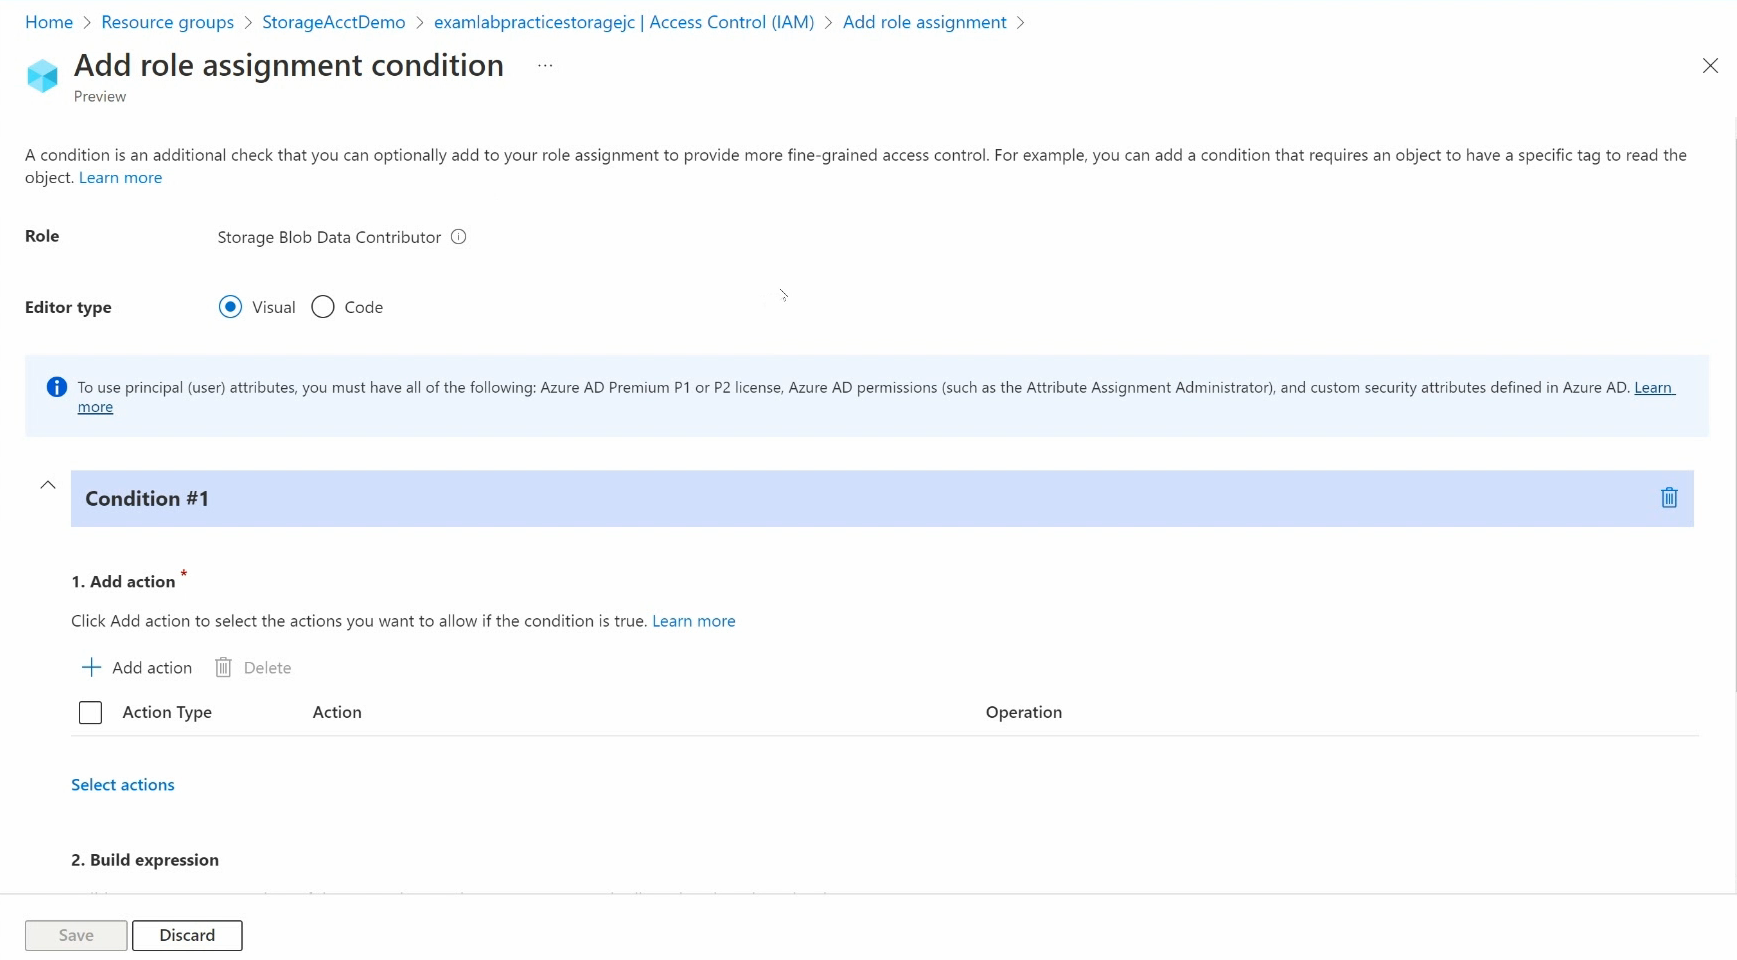 Home > Resource groups > StorageAcctDemo > examlabpracticestoragejc | Access Control (IAM) > Add role assignment >
Add role assignment condition ...
Preview
A condition is an additional check that you can optionally add to your role assignment to provide more fine-grained access control. For example, you can add a condition that requires an object to have a specific tag to read the
object. Learn more
Role Storage Blob Data Contributor
Editor type Visual Code
To use principal (user) attributes, you must have all of the following: Azure AD Premium P1 or P2 license, Azure AD permissions (such as the Attribute Assignment Administrator), and custom security attributes defined in Azure AD. Learn
more
Condition #1
1. Add action *
Click Add action to select the actions you want to allow if the condition is true. Learn more
+ Add action Delete
Action Type Action Operation
Select actions
2. Build expression
Save Discard